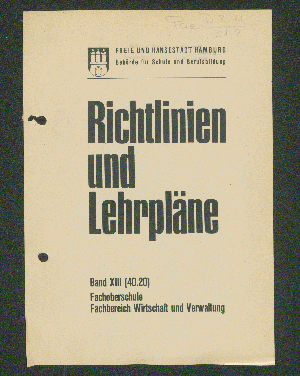 FREIE UND HANSESTADT HAMBURG
Behörde für Schule und Berufsbildung
Richtlinien
und
Lehrpläne
Band XIII (40.20)
Fachoberschule
Fachbereich Wirtschaft und Verwaltung